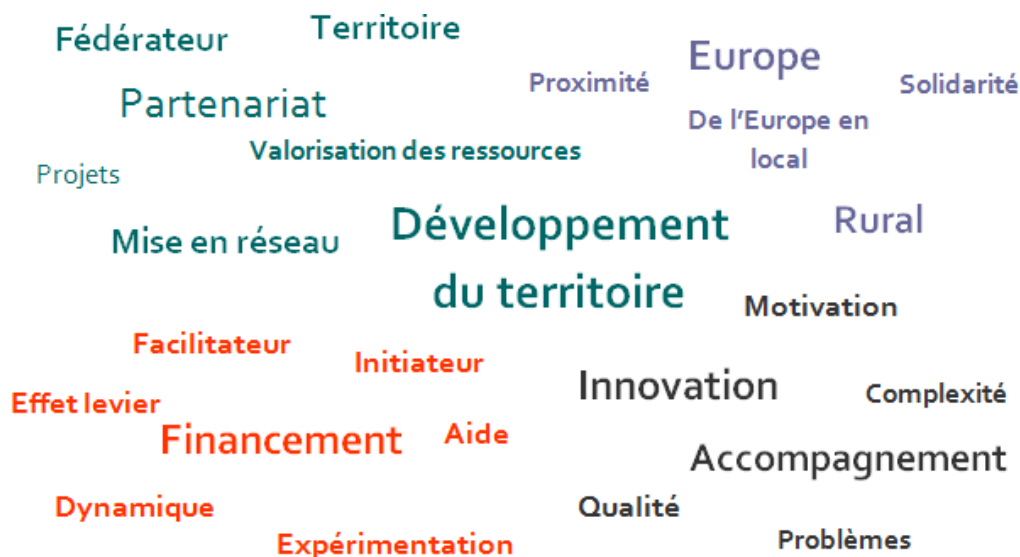 Fédérateur
Territoire
Europe
Proximité
Solidarité
Partenariat
De l’Europe en
local
Valorisation des ressources
Projets
Développement
du territoire
Rural
Mise en réseau
Motivation
Facilitateur
Initiateur
Innovation
Complexité
Effet levier
Financement
Aide
Accompagnement
Dynamique
Qualité
Expérimentation
Problèmes